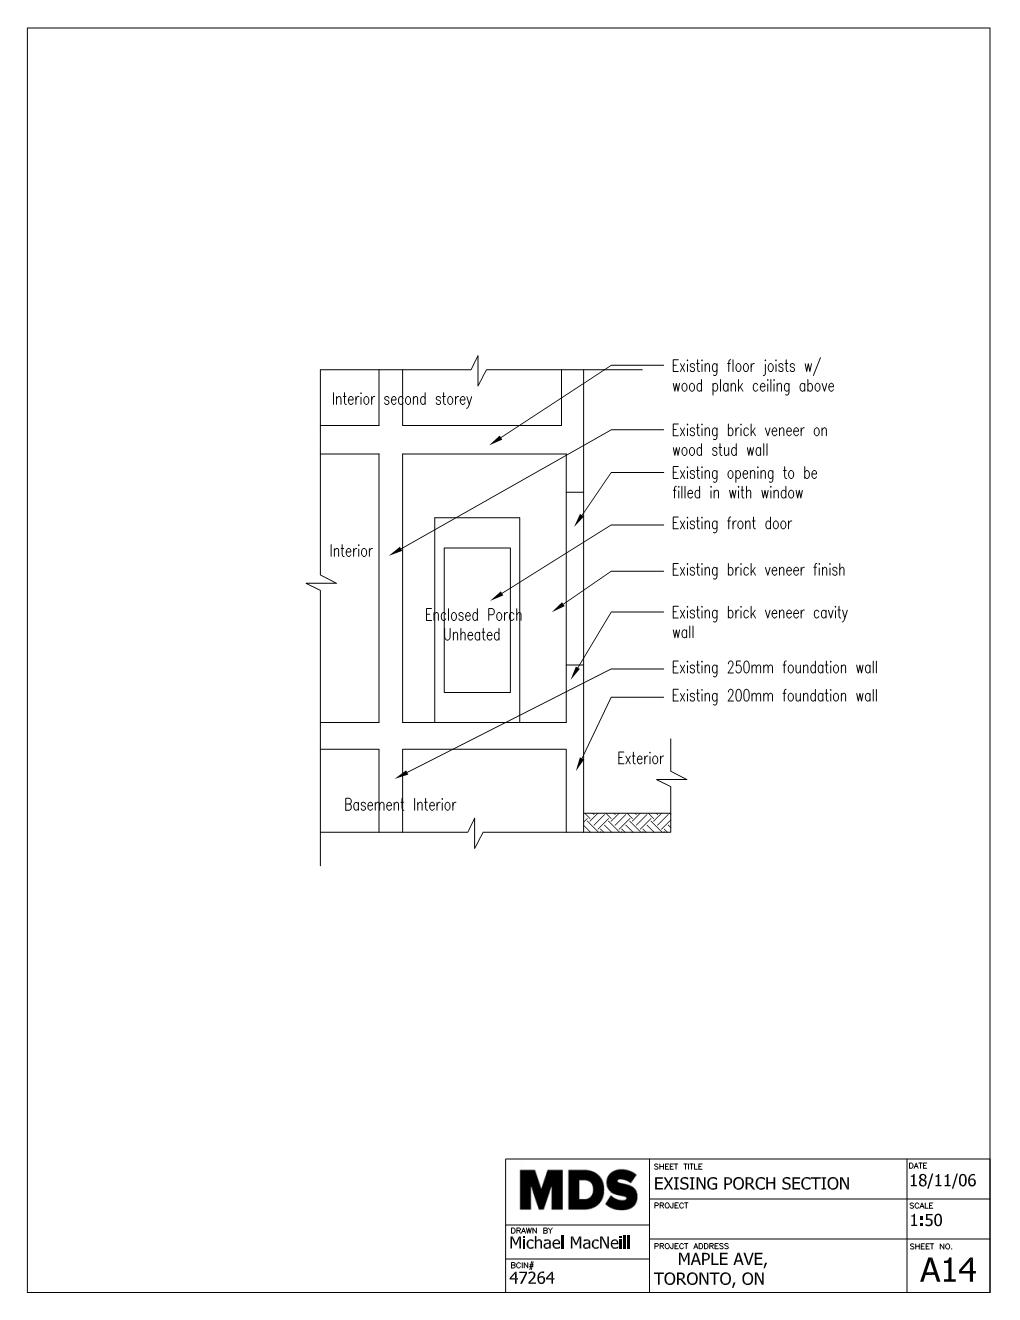 Existing floor joists w/
wood plank ceiling above
Interior second storey
Existing brick veneer on
wood stud wall
Existing opening to be
filled in with window
Existing front door
Interior
Existing brick veneer finish
Enclosed Porch
Unheated
Existing brick veneer cavity
wall
Existing 250mm foundation wall
Existing 200mm foundation wall
Exterior
Basement Interior
MDS
DRAWN BY
Michael MacNeill
BCIN#
47264
SHEET TITLE
EXISING PORCH SECTION
PROJECT
PROJECT ADDRESS
MAPLE AVE,
TORONTO, ON
DATE
18/11/06
SCALE
1:50
SHEET NO.
A14